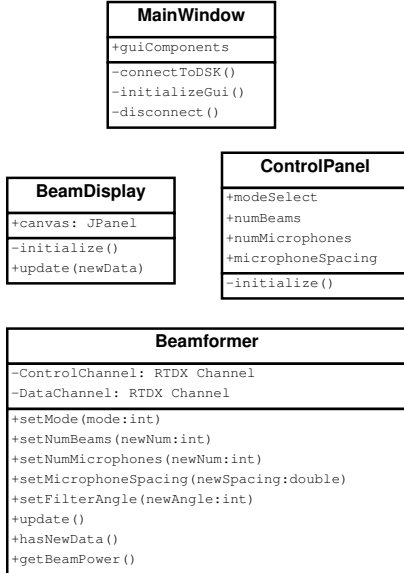 MainWindow
+guiComponents
-connectToDSK()
-initializeGui()
-disconnect()
BeamDisplay
+canvas: JPanel
-initialize()
+update(newData)
ControlPanel
+modeSelect
+numBeams
+numMicrophones
+microphoneSpacing
-initialize()
Beamformer
-ControlChannel: RTDX Channel
-DataChannel: RTDX Channel
+setMode(mode:int)
+setNumBeams(newNum:int)
+setNumMicrophones(newNum:int)
+setMicrophoneSpacing(newSpacing:double)
+setFilterAngle(newAngle:int)
+update()
+hasNewData()
+getBeamPower()